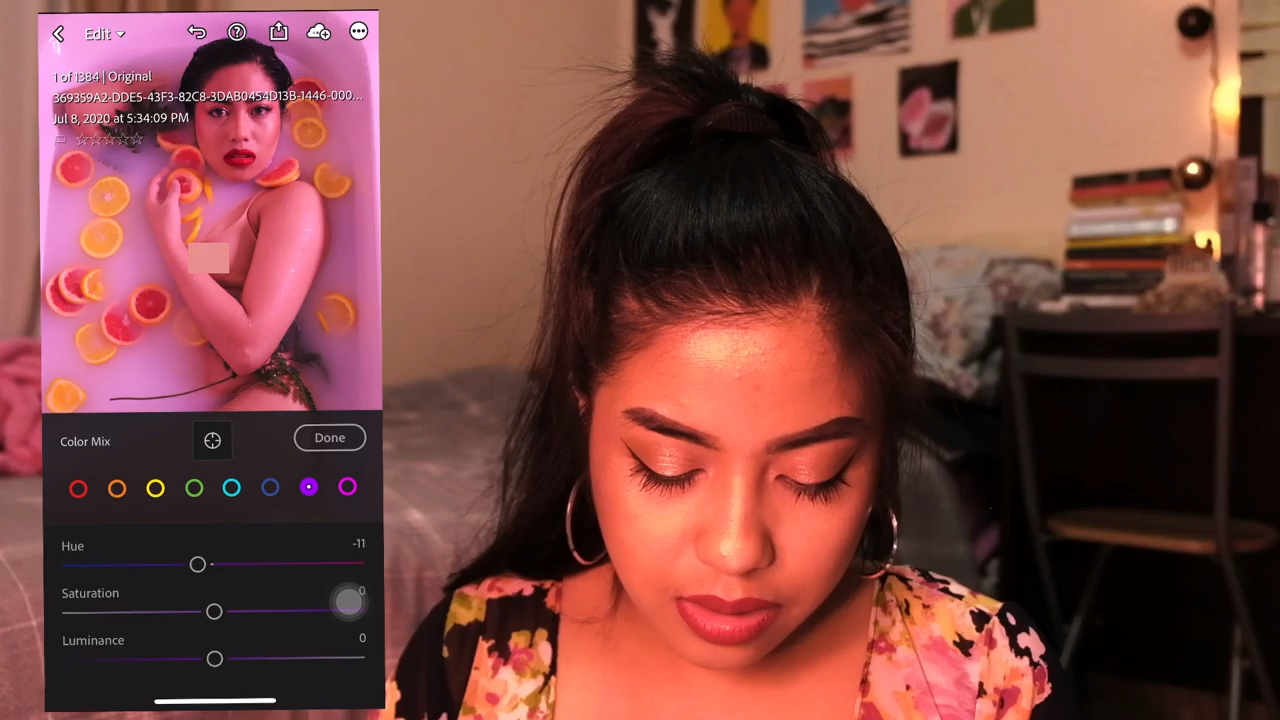 Edit
1 of 1384 | Original
369359A2-DDE5-43F3-82C8-3DAB0454D13B-1446-000...
Jul 8, 2020 at 5:34:09 PM
Color Mix
Done
Hue
-11
Saturation
0
Luminance
0